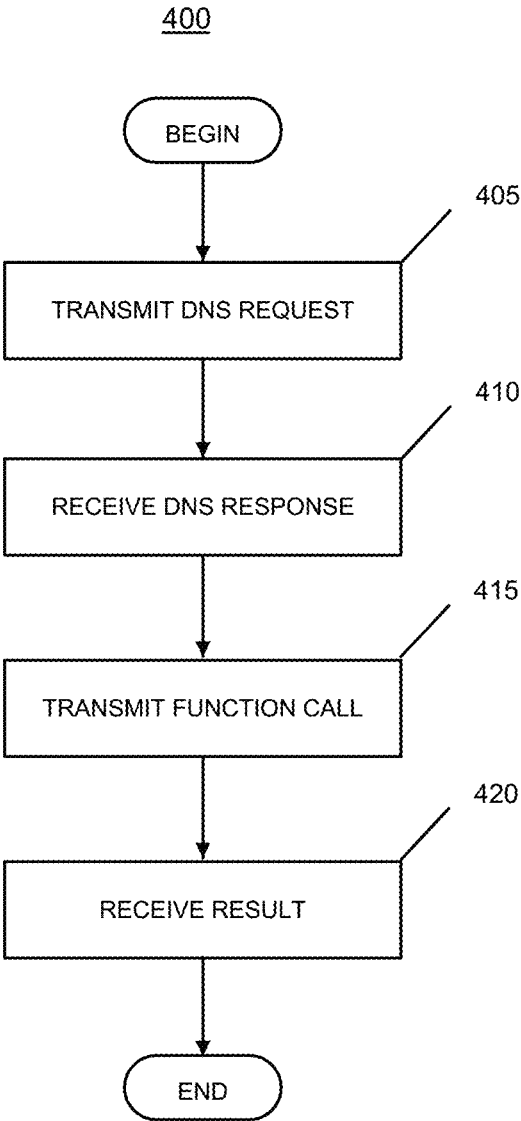 400
BEGIN
405
TRANSMIT DNS REQUEST
410
RECEIVE DNS RESPONSE
415
TRANSMIT FUNCTION CALL
420
RECEIVE RESULT
END